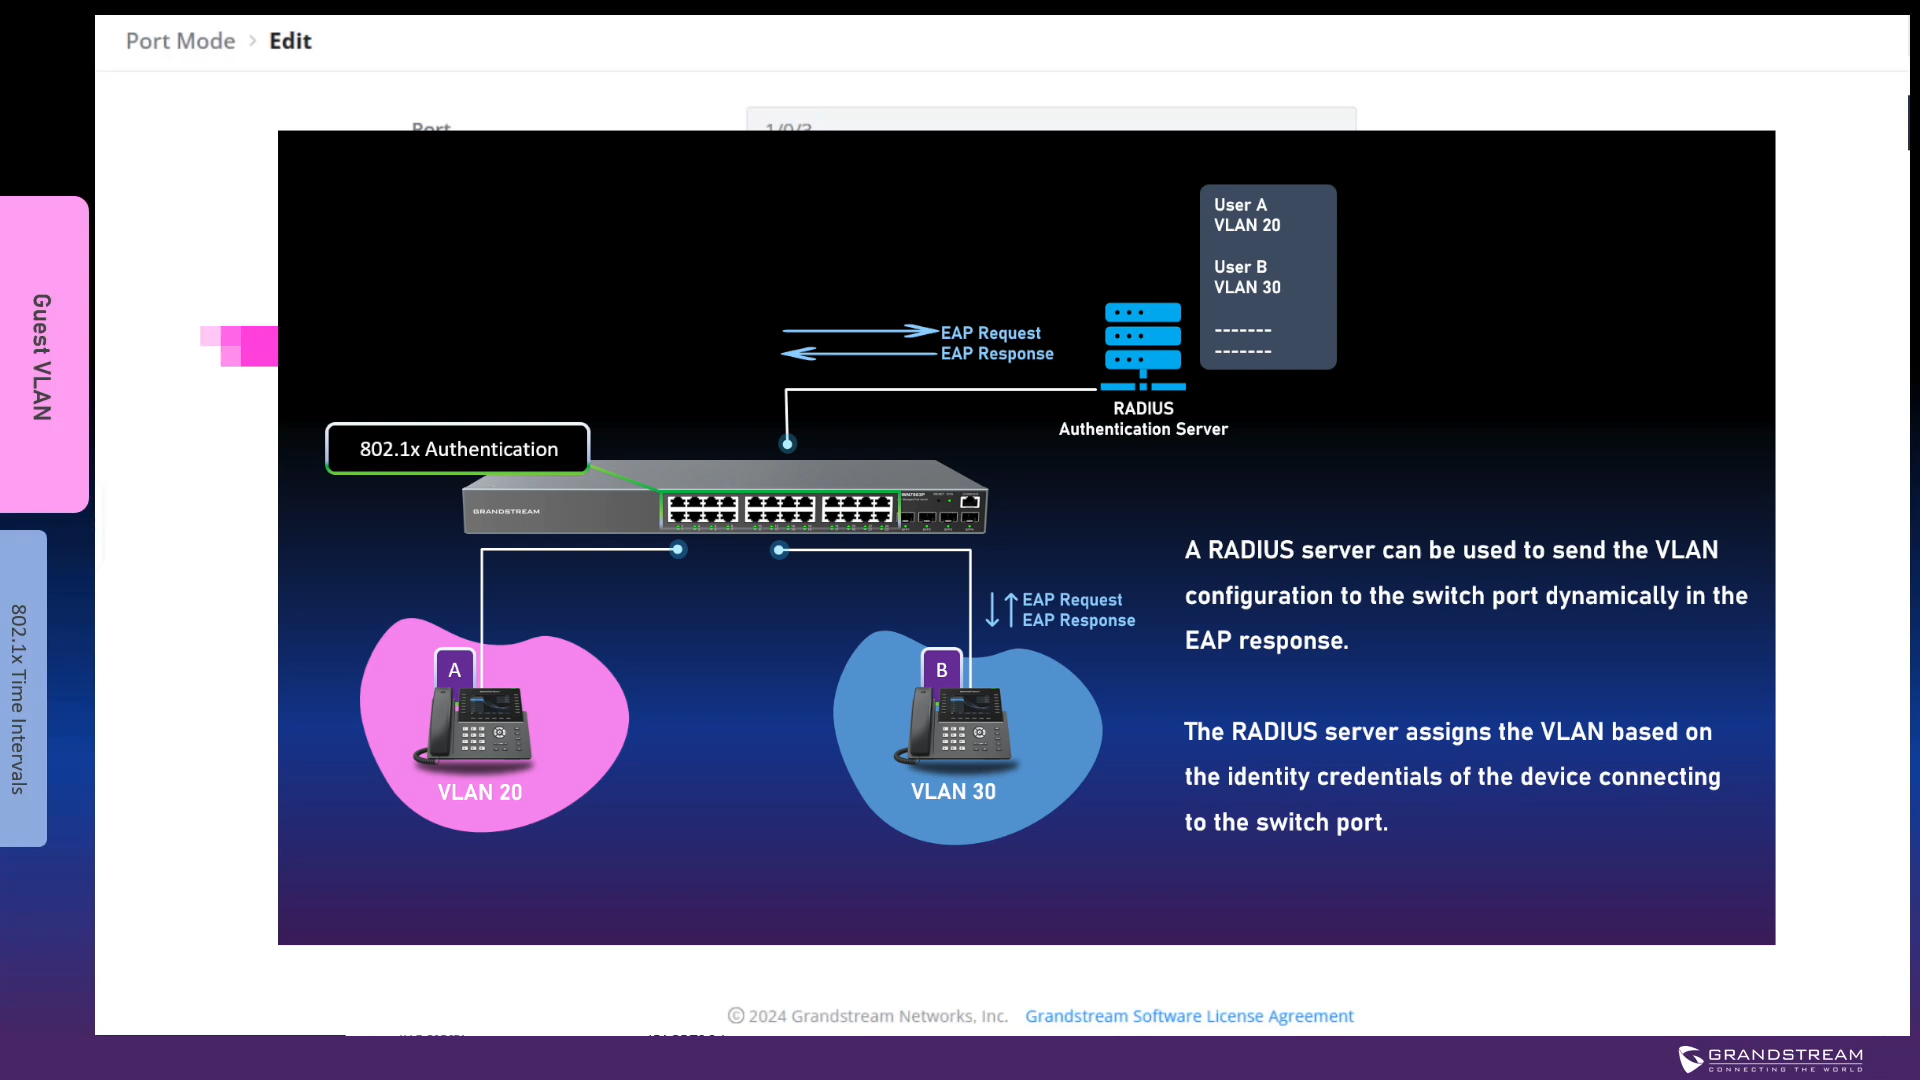 Port Mode > Edit
Port
1/0/3
Guest VLAN
802.1x Time Intervals
User A
VLAN 20
User B
VLAN 30
-------
-------
EAP Request
EAP Response
RADIUS
Authentication Server
802.1x Authentication
GRANDSTREAM
EAP Request
EAP Response
A
VLAN 20
B
VLAN 30
A RADIUS server can be used to send the VLAN
configuration to the switch port dynamically in the
EAP response.
The RADIUS server assigns the VLAN based on
the identity credentials of the device connecting
to the switch port.
© 2024 Grandstream Networks, Inc. Grandstream Software License Agreement
GRANDSTREAM
CONNECTING THE WORLD